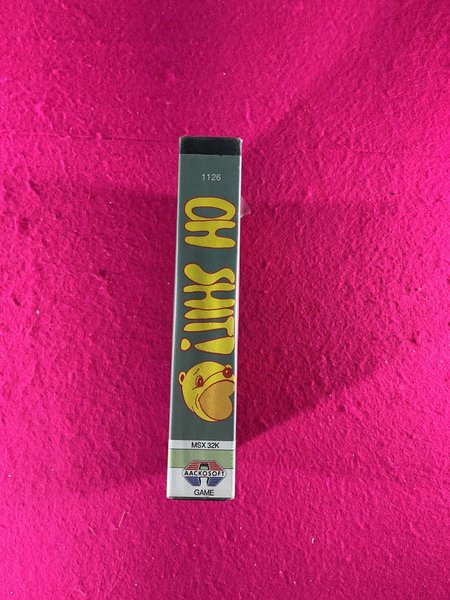 1126
OH SHIT!
MSX 32K
AACKOSOFT
GAME